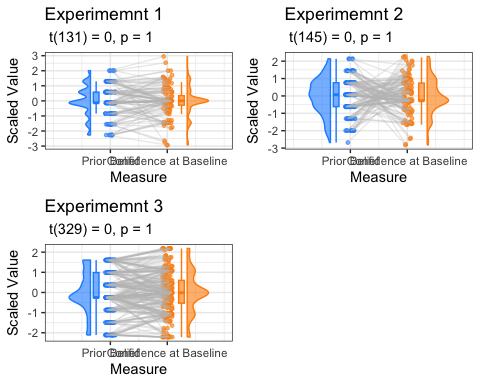 Experimemnt 1
t(131) = 0, p = 1
Scaled Value
3
2
1
0
-1
-2
-3
Prior Belief Confidence at Baseline
Measure
Experimemnt 2
t(145) = 0, p = 1
Scaled Value
2
1
0
-1
-2
-3
Prior Belief Confidence at Baseline
Measure
Experimemnt 3
t(329) = 0, p = 1
Scaled Value
2
1
0
-1
-2
Prior Belief Confidence at Baseline
Measure